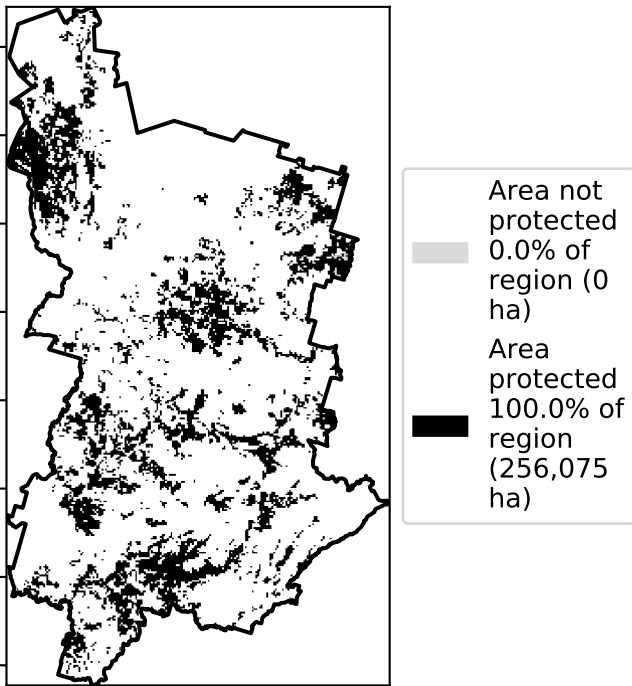 Area not
protected
0.0% of
region (0
ha)
Area
protected
100.0% of
region
(256,075
ha)